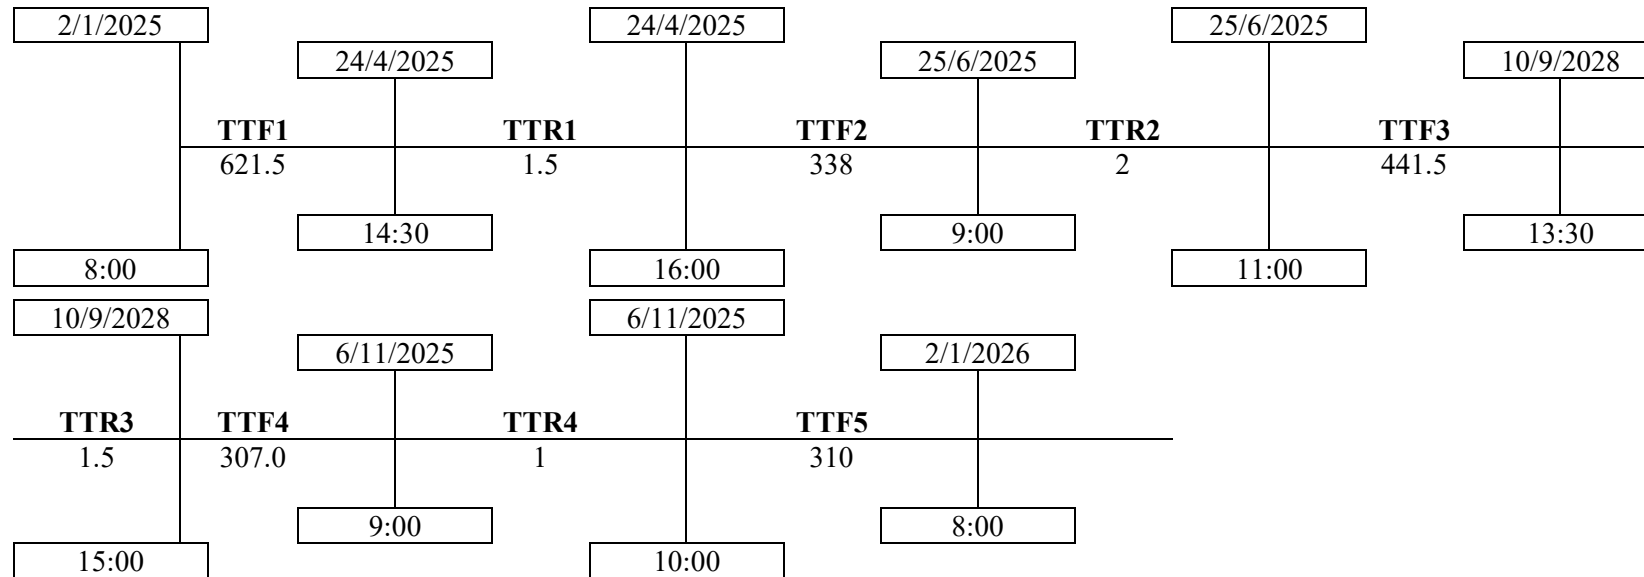 2/1/2025 24/4/2025 25/6/2025
24/4/2025 25/6/2025 10/9/2028
TTF1 TTR1 TTF2 TTR2 TTF3
621.5 1.5 338 2 441.5
14:30 9:00 13:30
8:00 16:00 11:00
10/9/2028 6/11/2025
6/11/2025 2/1/2026
TTR3 TTF4 TTR4 TTF5
1.5 307.0 1 310
9:00 8:00
15:00 10:00